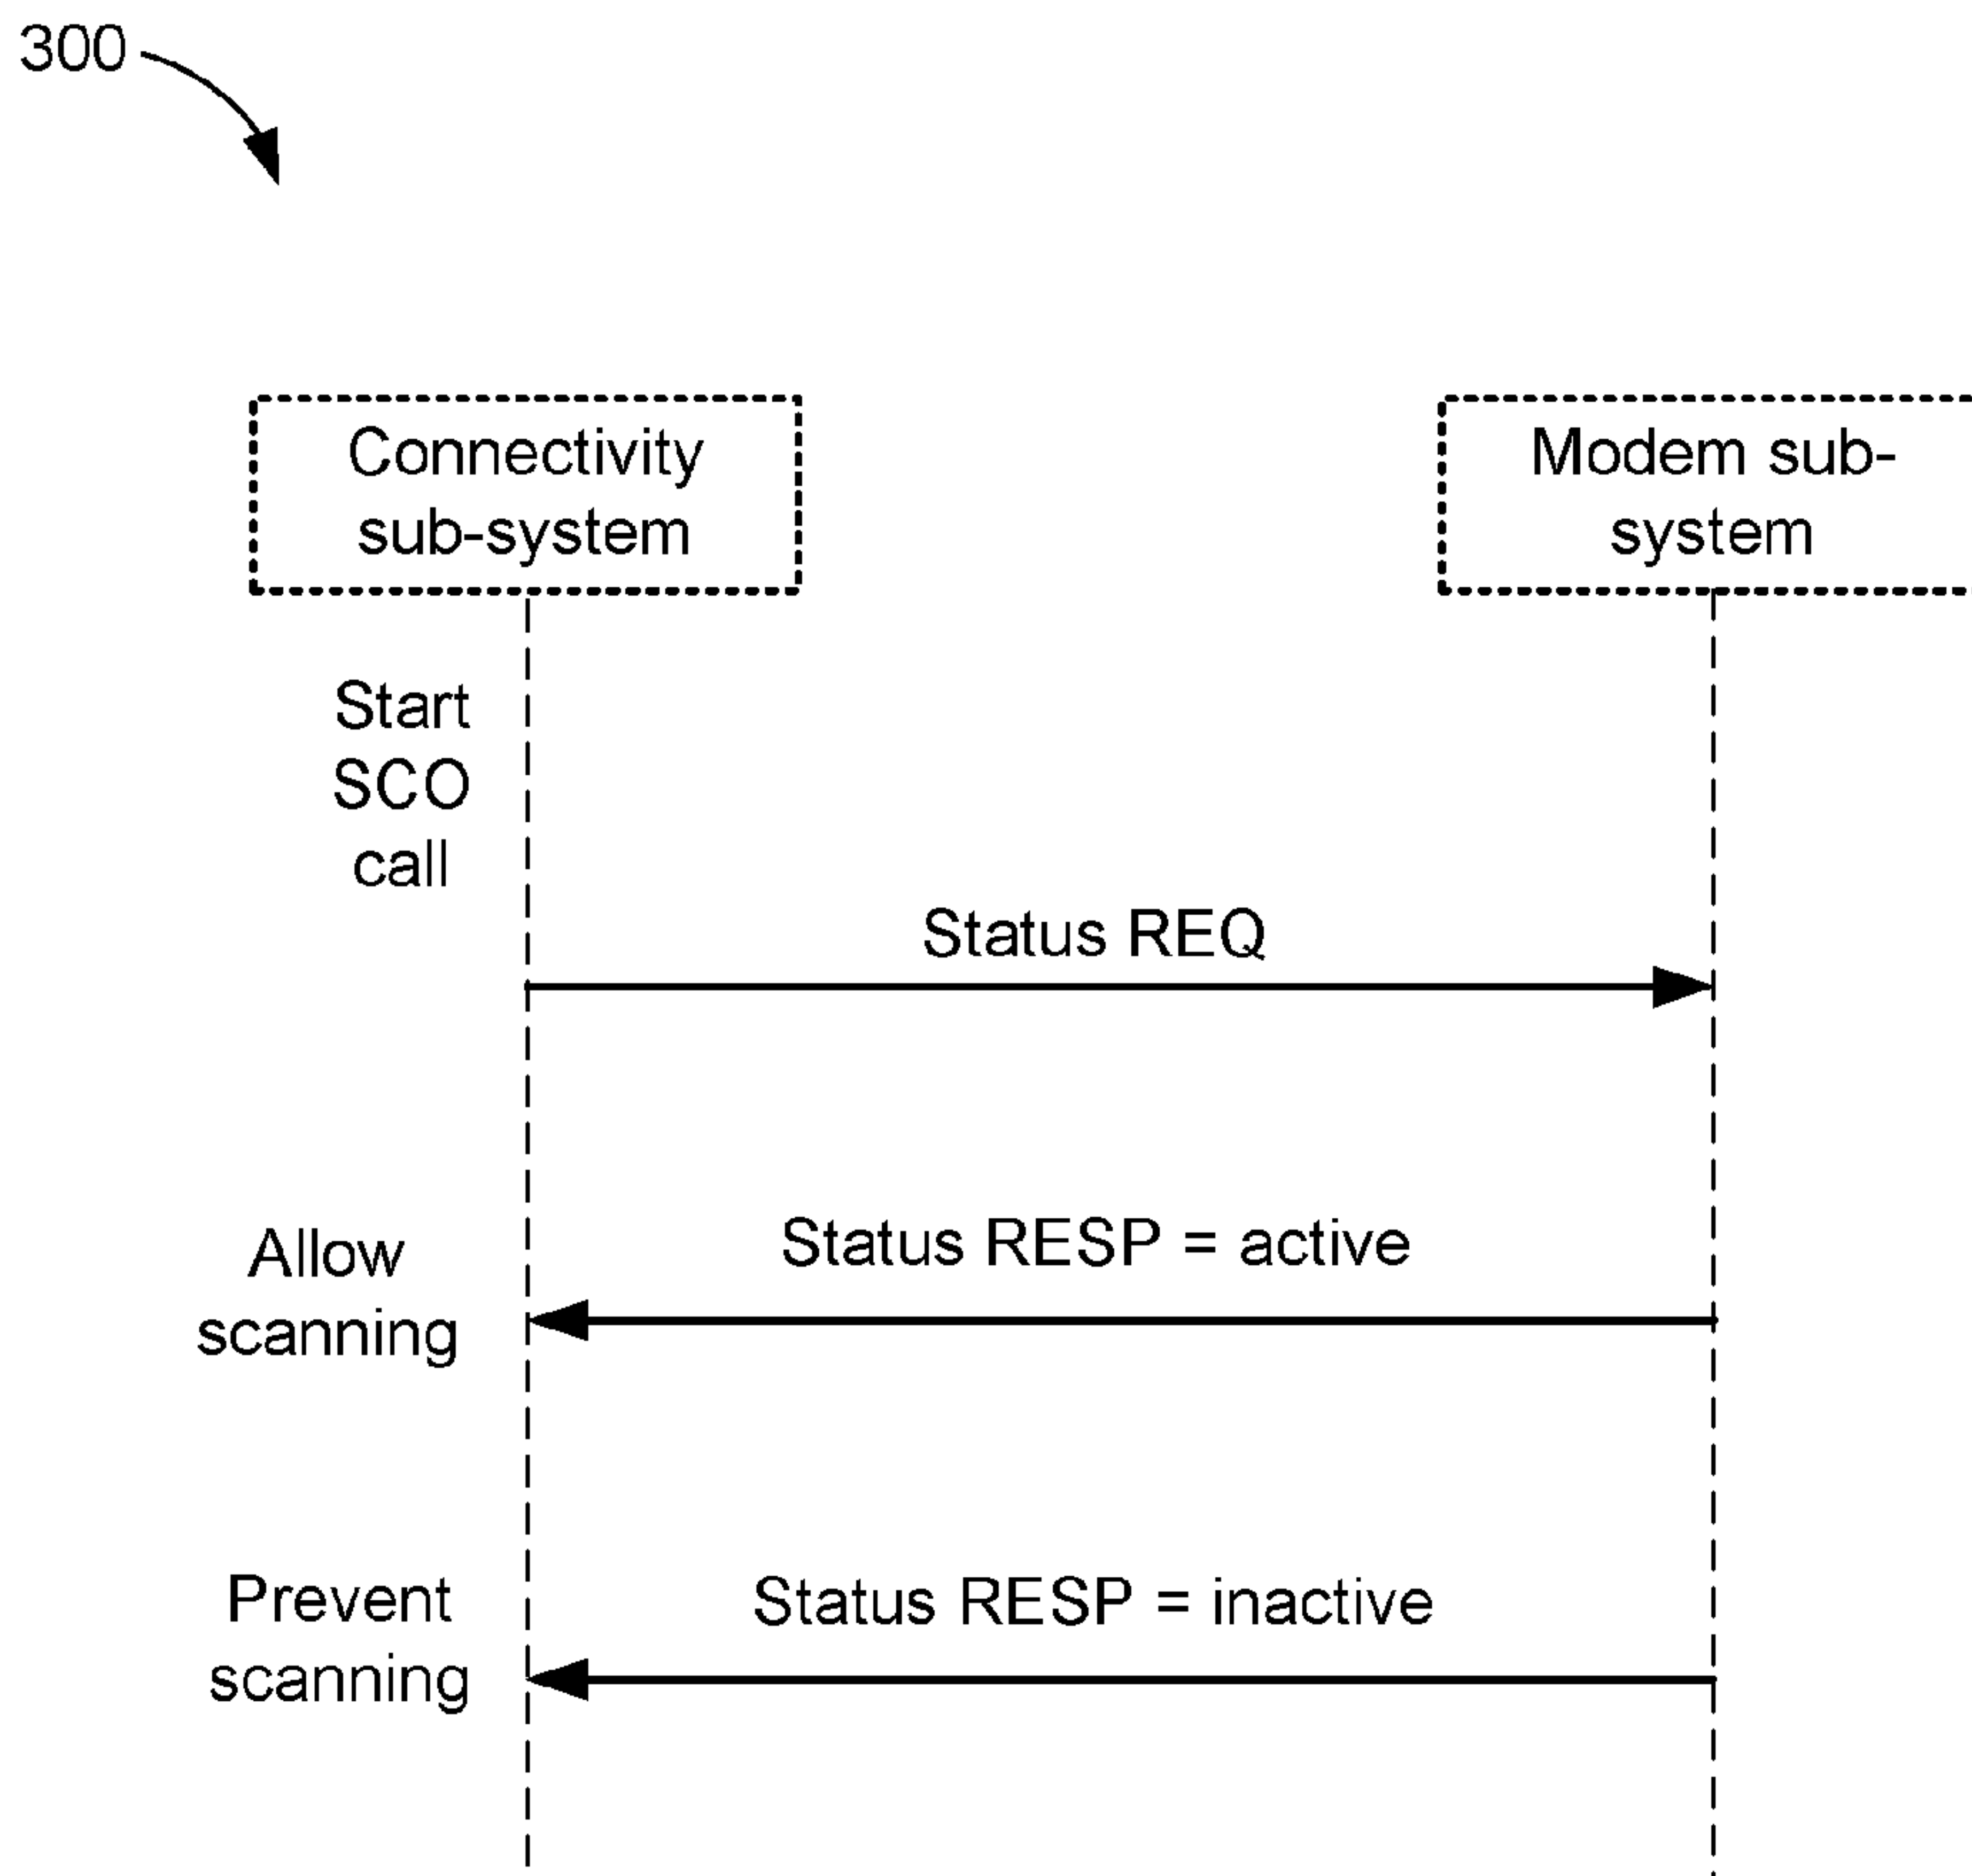 300
Connectivity
sub-system
Modem sub-
system
Start
SCO
call
Status REQ
Allow
scanning
Status RESP = active
Prevent
scanning
Status RESP = inactive